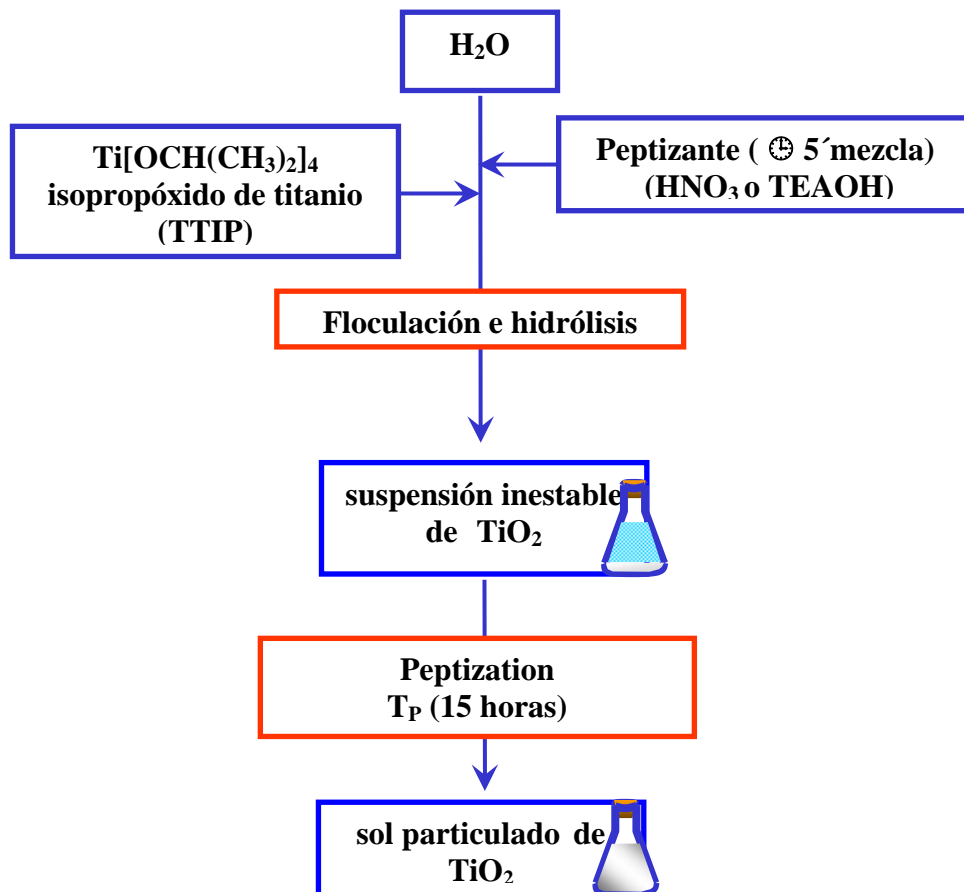 H₂O
Ti[OCH(CH₃)₂]₄
isopropóxido de titanio
(TTIP)
Peptizante ( 🕒 5´mezcla)
(HNO₃ o TEAOH)
Floculación e hidrólisis
suspensión inestable
de TiO₂
Peptization
T_P (15 horas)
sol particulado de
TiO₂